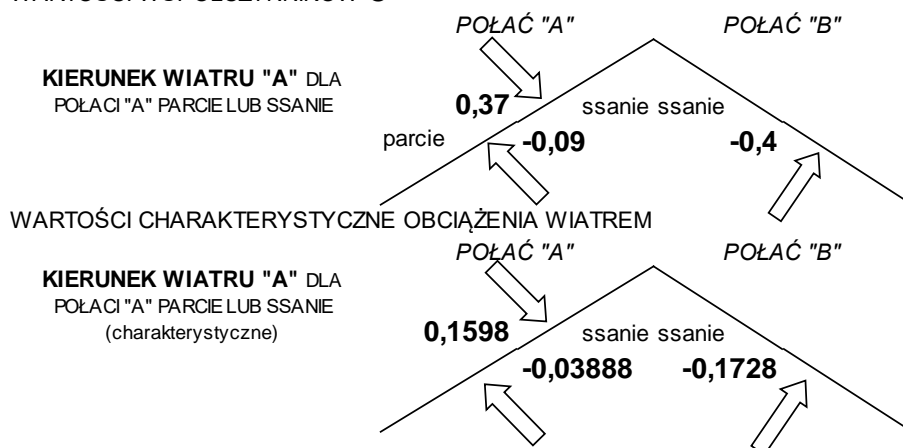 POŁAĆ "A" POŁAĆ "B"
KIERUNEK WIATRU "A" DLA
POŁACI "A" PARCIE LUB SSANIE
0,37 ssanie ssanie
parcie -0,09 -0,4
WARTOŚCI CHARAKTERYSTYCZNE OBCIĄŻENIA WIATREM
POŁAĆ "A" POŁAĆ "B"
KIERUNEK WIATRU "A" DLA
POŁACI "A" PARCIE LUB SSANIE
(charakterystyczne)
0,1598 ssanie ssanie
-0,03888 -0,1728